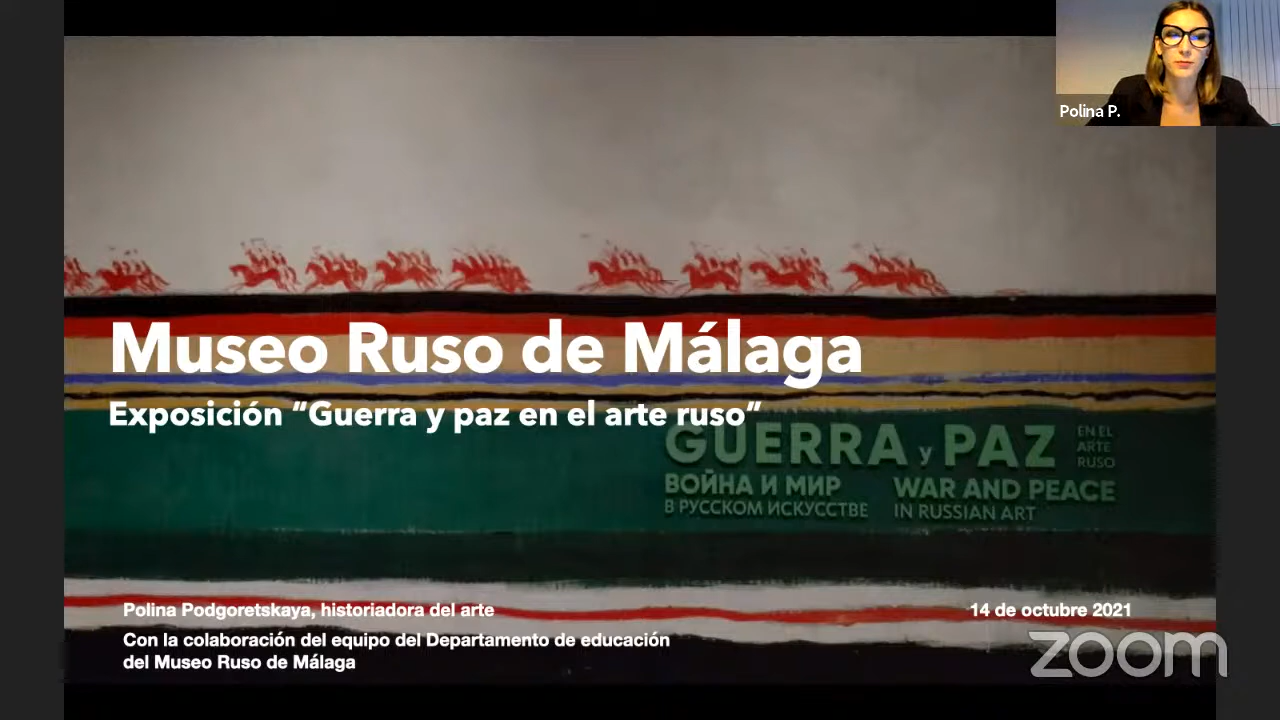 Polina P.
Museo Ruso de Málaga
Exposición “Guerra y paz en el arte ruso”
GUERRA y PAZ
EN EL
ARTE
RUSO
ВОЙНА И МИР
В РУССКОМ ИСКУССТВЕ
WAR AND PEACE
IN RUSSIAN ART
Polina Podgoretskaya, historiadora del arte
14 de octubre 2021
Con la colaboración del equipo del Departamento de educación
del Museo Ruso de Málaga
zoom